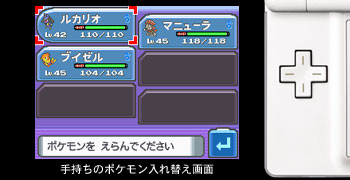 ルカリオ
Lv.42 110/110
マニューラ
Lv.45 118/118
ブイゼル
Lv.45 104/104
ポケモンを えらんでください
手持ちのポケモン入れ替え画面